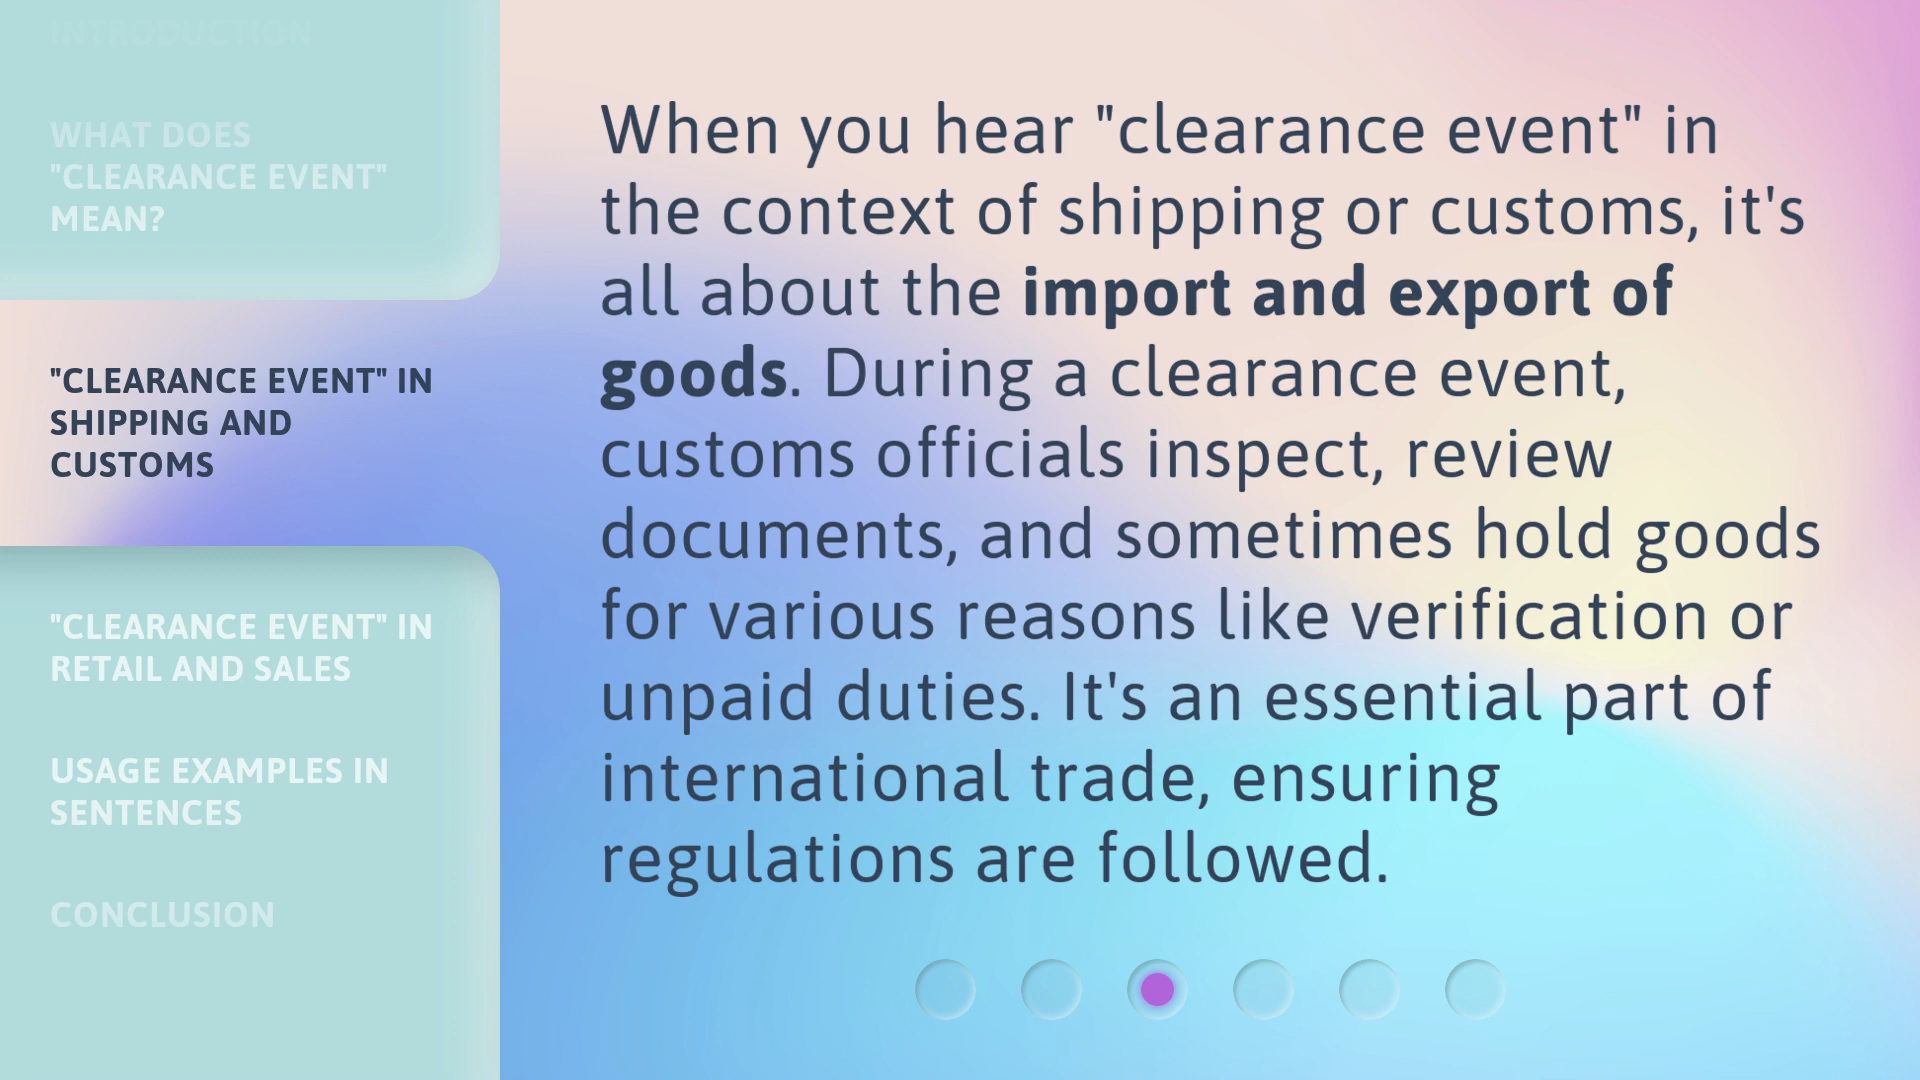 INTRODUCTION
WHAT DOES
"CLEARANCE EVENT"
MEAN?
"CLEARANCE EVENT" IN
SHIPPING AND
CUSTOMS
"CLEARANCE EVENT" IN
RETAIL AND SALES
USAGE EXAMPLES IN
SENTENCES
CONCLUSION
When you hear "clearance event" in
the context of shipping or customs, it's
all about the import and export of
goods. During a clearance event,
customs officials inspect, review
documents, and sometimes hold goods
for various reasons like verification or
unpaid duties. It's an essential part of
international trade, ensuring
regulations are followed.